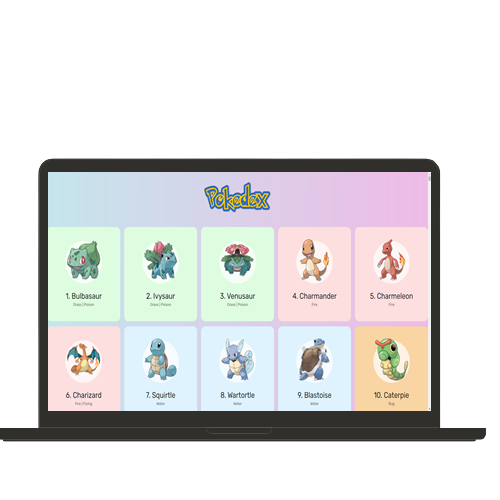 Pokedex
1. Bulbasaur
2. Ivysaur
3. Venusaur
4. Charmander
5. Charmeleon
Grass | Poison
Grass | Poison
Grass | Poison
Fire
Fire
6. Charizard
7. Squirtle
8. Wartortle
9. Blastoise
10. Caterpie
Fire | Flying
Water
Water
Water
Bug